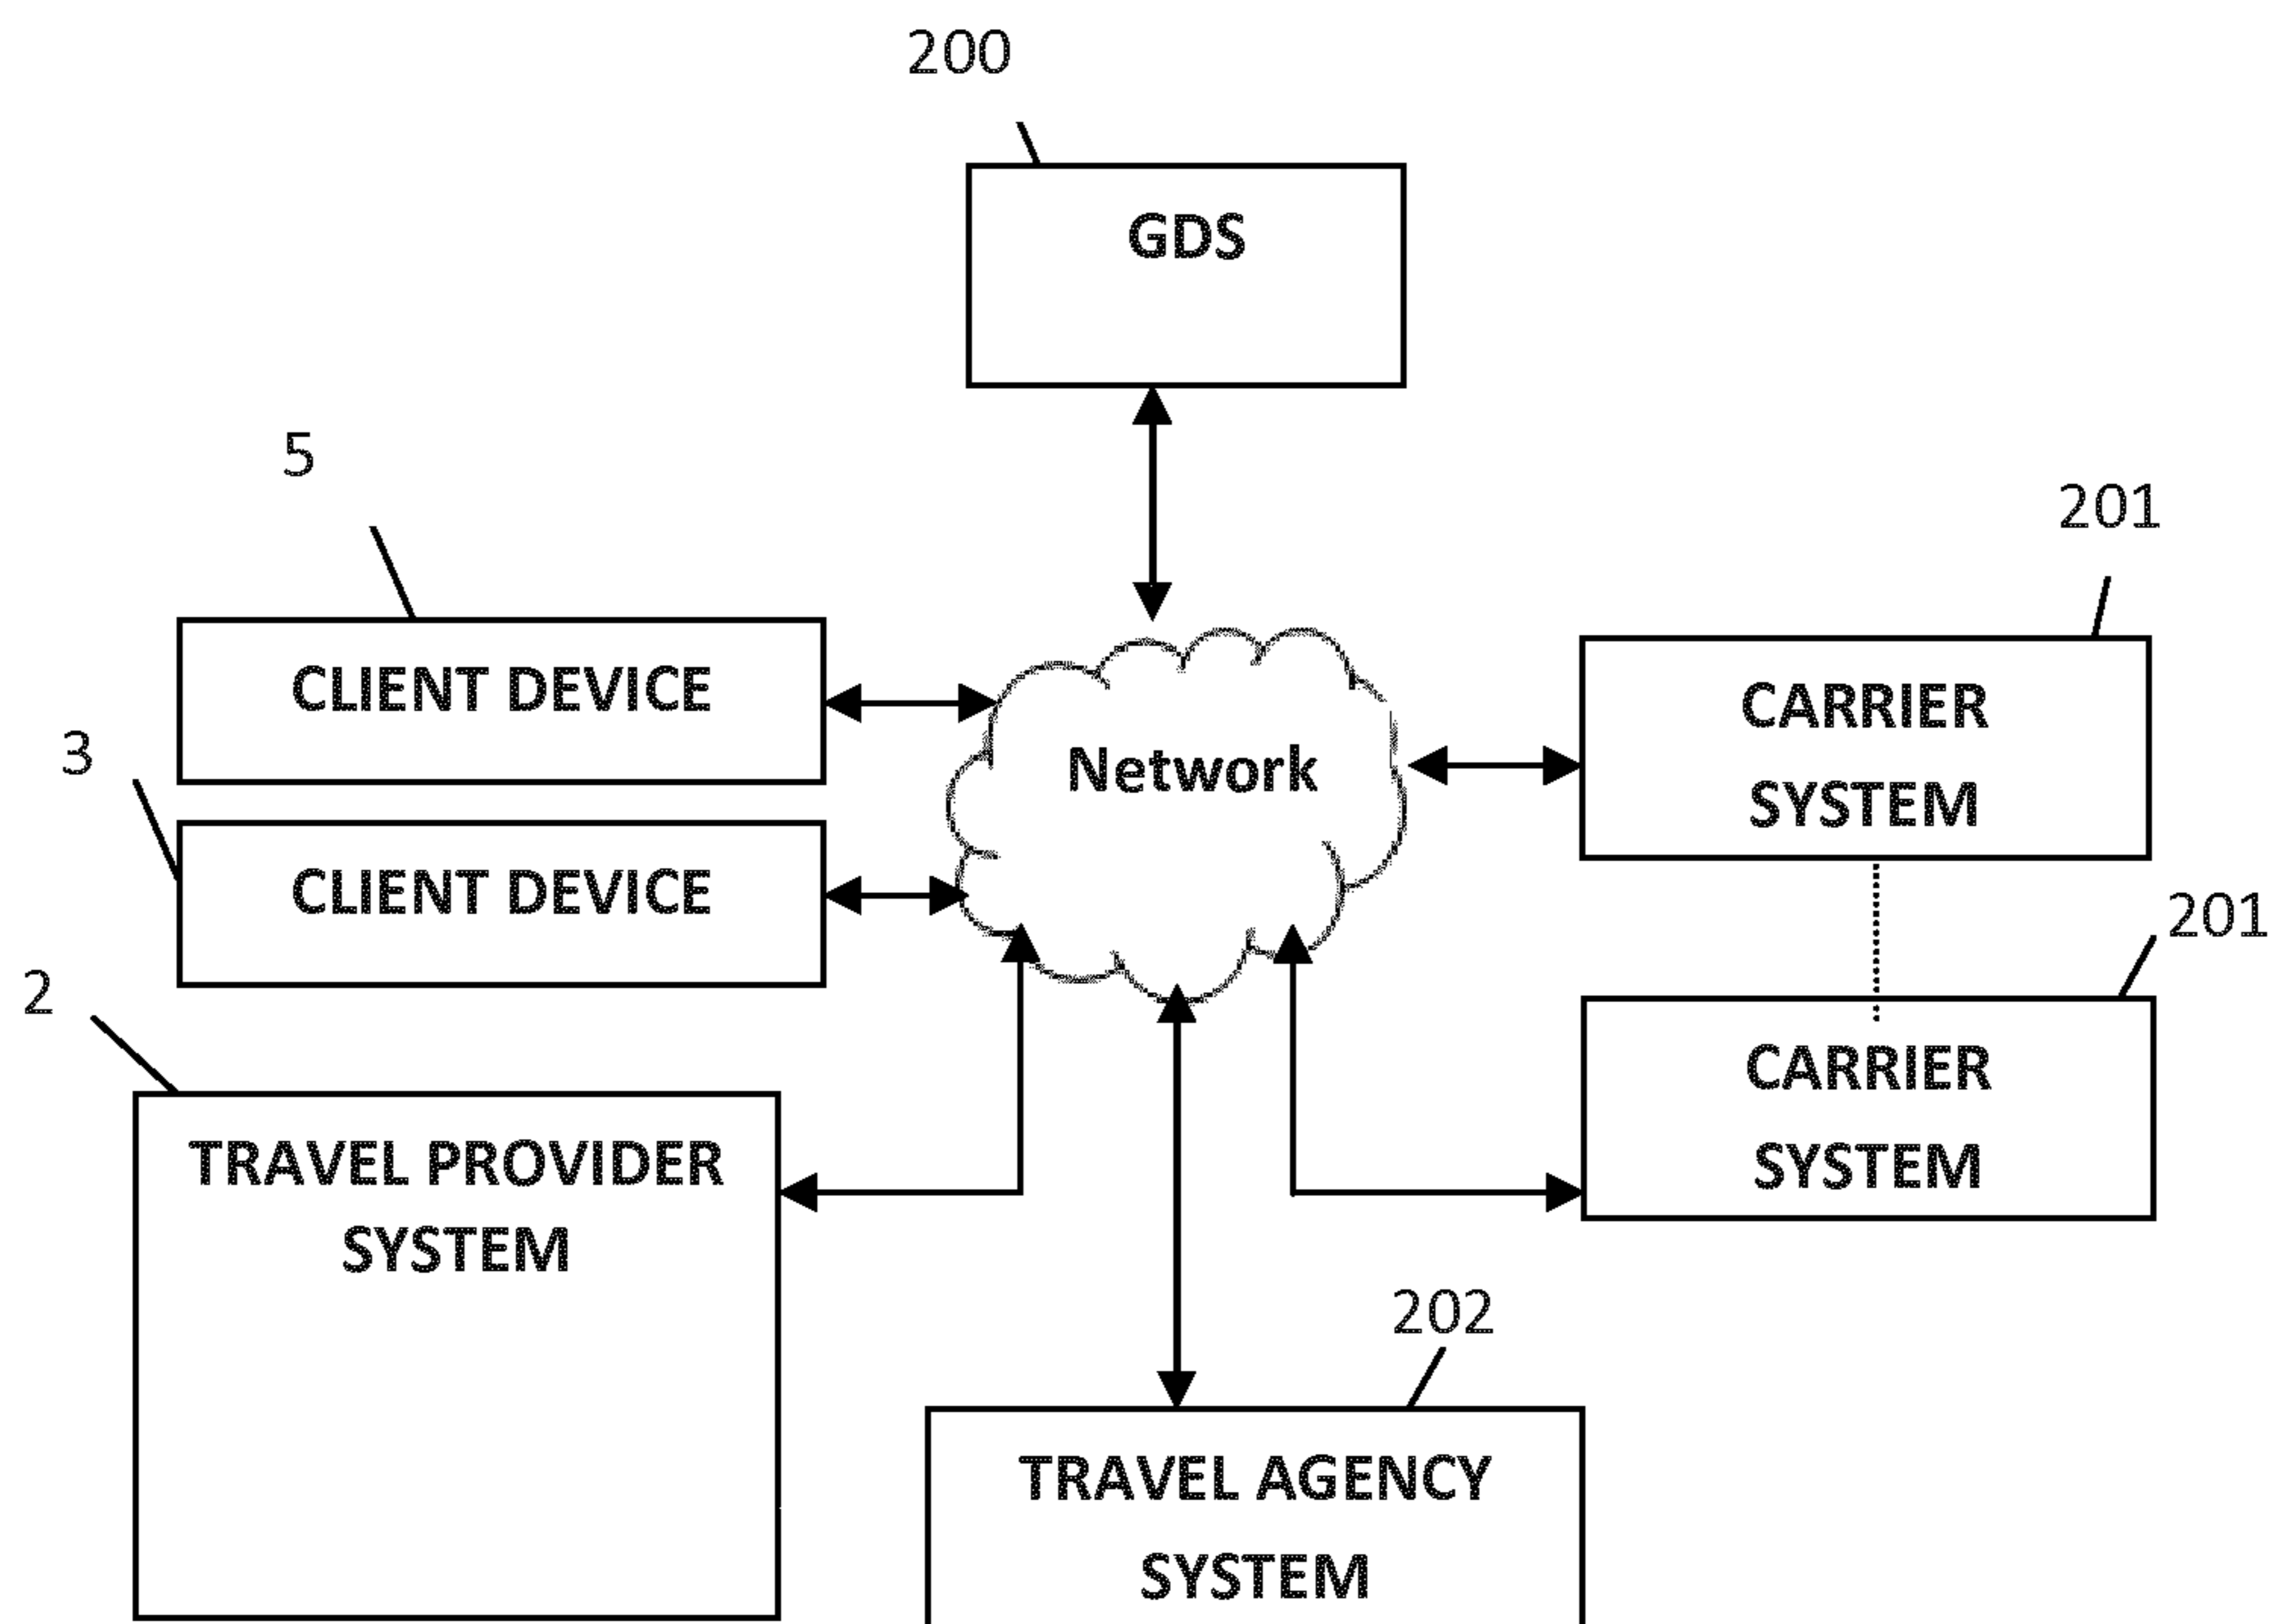 200
GDS
5
201
CLIENT DEVICE
CARRIER
SYSTEM
Network
3
CLIENT DEVICE
201
2
CARRIER
SYSTEM
TRAVEL PROVIDER
SYSTEM
202
TRAVEL AGENCY
SYSTEM